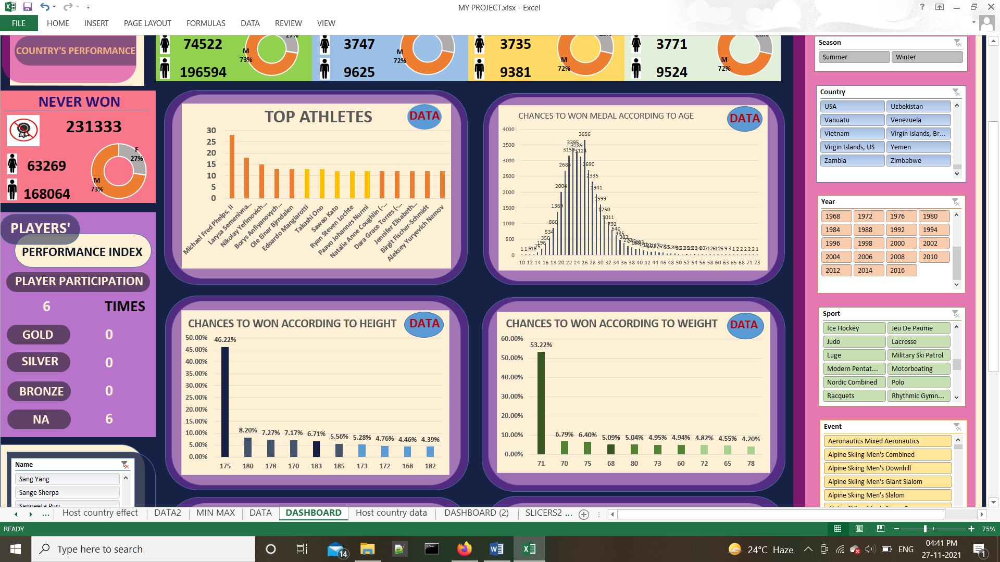 MY PROJECT.xlsx - Excel
FILE
HOME
INSERT
PAGE LAYOUT
FORMULAS
DATA
REVIEW
VIEW
COUNTRY'S PERFORMANCE
74522
196594
M
73%
27%
3747
9625
M
72%
3735
9381
M
72%
3771
9524
M
72%
NEVER WON
231333
63269
168064
F
27%
M
73%
PLAYERS'
PERFORMANCE INDEX
PLAYER PARTICIPATION
6 TIMES
GOLD 0
SILVER 0
BRONZE 0
NA 6
Name
Sang Yang
Sange Sherpa
Sangeeta Puri
TOP ATHLETES
DATA
30
25
20
15
10
5
0
Michael Fred Phelps, II
Larysa Semenivna...
Nikolay Yefimovich...
Borys Anfiyanovych...
Ole Einar Bjrndalen
Edoardo Mangiarotti
Takashi Ono
Sawao Kato
Ryan Steven Lochte
Paavo Johannes Nurmi
Natalie Anne Coughlin (-...
Dara Grace Torres (-...
Jennifer Elisabeth...
Birgit Fischer-Schmidt
Aleksey Yuryevich Nemov
CHANCES TO WON MEDAL ACCORDING TO AGE
DATA
4000
3500
3000
2500
2000
1500
1000
500
0
1 1 6 16 75 196 350 534 860 1369 2004 2684 3159 3395 3289 3124 3656 2690 2335 1941 1599 1250 1011 792 640 485 383
10 12 14 16 18 20 22 24 26 28 30 32 34 36 38 40 42 44 46 48 50 52 54 56 58 60 63 65 68 71 73
CHANCES TO WON ACCORDING TO HEIGHT
DATA
50.00%
45.00%
40.00%
35.00%
30.00%
25.00%
20.00%
15.00%
10.00%
5.00%
0.00%
46.22% 8.20% 7.27% 7.17% 6.71% 5.56% 5.28% 4.76% 4.46% 4.39%
175 180 178 170 183 185 173 172 168 182
CHANCES TO WON ACCORDING TO WEIGHT
DATA
60.00%
50.00%
40.00%
30.00%
20.00%
10.00%
0.00%
53.22% 6.79% 6.40% 5.09% 5.04% 4.95% 4.94% 4.82% 4.55% 4.20%
71 70 75 68 80 73 60 72 65 78
Season
Summer Winter
Country
USA Uzbekistan
Vanuatu Venezuela
Vietnam Virgin Islands, Br...
Virgin Islands, US Yemen
Zambia Zimbabwe
Year
1968 1972 1976 1980
1984 1988 1992 1994
1996 1998 2000 2002
2004 2006 2008 2010
2012 2014 2016
Sport
Ice Hockey Jeu De Paume
Judo Lacrosse
Luge Military Ski Patrol
Modern Pentat... Motorboating
Nordic Combined Polo
Racquets Rhythmic Gymn...
Event
Aeronautics Mixed Aeronautics
Alpine Skiing Men's Combined
Alpine Skiing Men's Downhill
Alpine Skiing Men's Giant Slalom
Alpine Skiing Men's Slalom
... Host country effect DATA2 MIN MAX DATA DASHBOARD Host country data DASHBOARD (2) SLICERS2 ...
READY
75%
Type here to search
14
24°C Haze
ENG
04:41 PM
27-11-2021
1